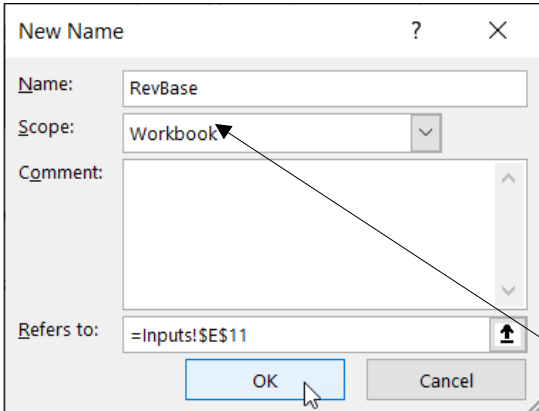 New Name ?
Name: RevBase
Scope: Workbook
Comment:
Refers to: =Inputs!$E$11
OK Cancel